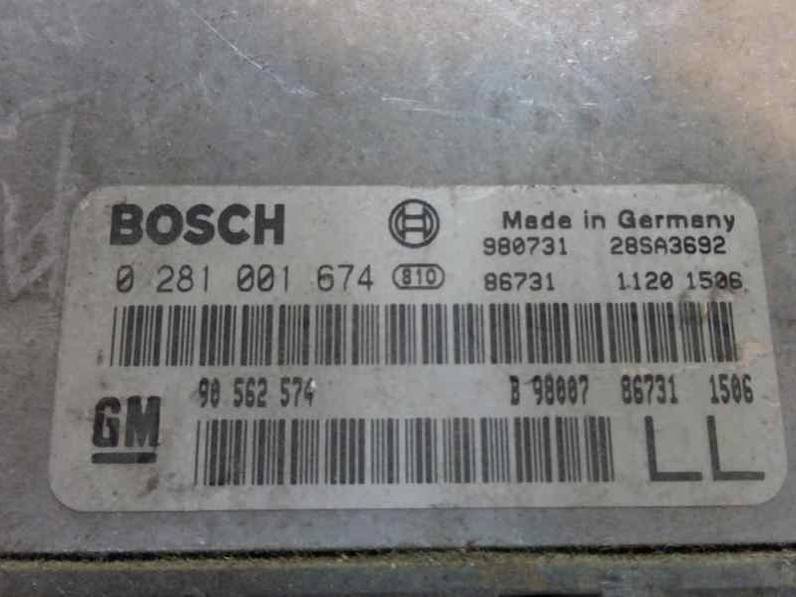 BOSCH Made in Germany
980731 28SA3692
0 281 001 674 810 86731 1120 1506
90 562 574 B 98007 86731 1506
GM LL